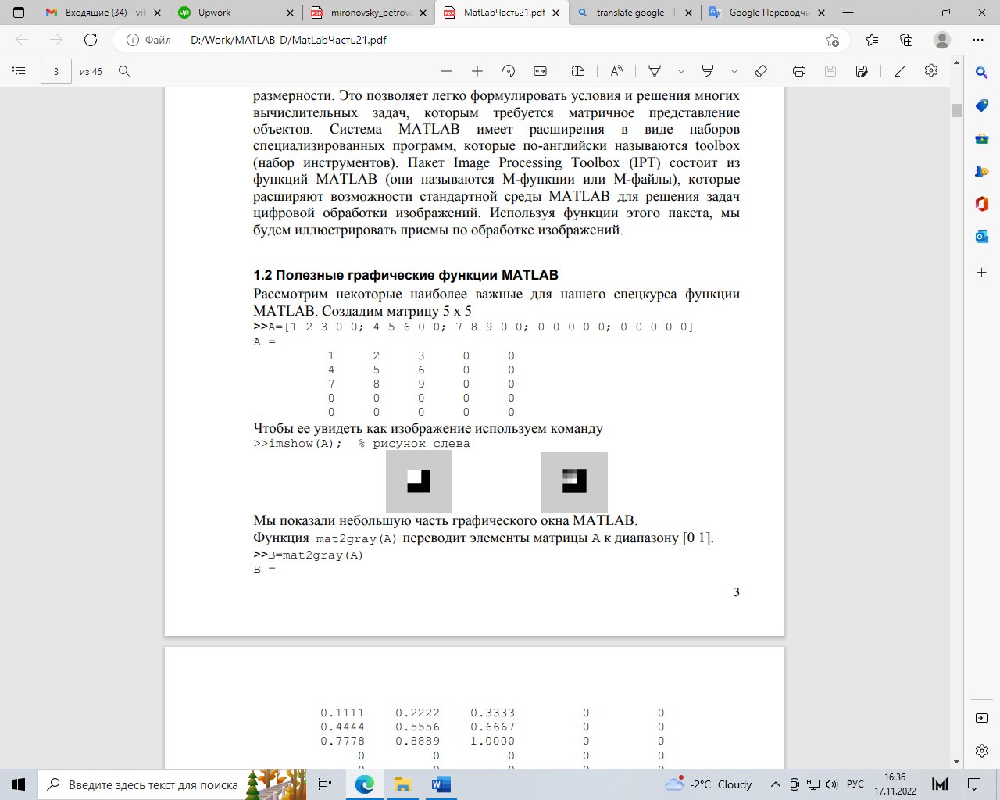 Входящие (34) - vik
Upwork
mironovsky_petrova
MatLabЧасть21.pdf
translate google - П
Google Переводчи
Файл
D:/Work/MATLAB_D/MatLabЧасть21.pdf
3 из 46
размерности. Это позволяет легко формулировать условия и решения многих
вычислительных задач, которым требуется матричное представление
объектов. Система MATLAB имеет расширения в виде наборов
специализированных программ, которые по-английски называются toolbox
(набор инструментов). Пакет Image Processing Toolbox (IPT) состоит из
функций MATLAB (они называются М-функции или М-файлы), которые
расширяют возможности стандартной среды MATLAB для решения задач
цифровой обработки изображений. Используя функции этого пакета, мы
будем иллюстрировать приемы по обработке изображений.
1.2 Полезные графические функции MATLAB
Рассмотрим некоторые наиболее важные для нашего спецкурса функции
MATLAB. Создадим матрицу 5 x 5
>>A=[1 2 3 0 0; 4 5 6 0 0; 7 8 9 0 0; 0 0 0 0 0; 0 0 0 0 0]
A =
1 2 3 0 0
4 5 6 0 0
7 8 9 0 0
0 0 0 0 0
0 0 0 0 0
Чтобы ее увидеть как изображение используем команду
>>imshow(A); % рисунок слева
Мы показали небольшую часть графического окна MATLAB.
Функция mat2gray(A) переводит элементы матрицы A к диапазону [0 1].
>>B=mat2gray(A)
B =
3
0.1111 0.2222 0.3333 0 0
0.4444 0.5556 0.6667 0 0
0.7778 0.8889 1.0000 0 0
0 0 0 0 0
Введите здесь текст для поиска
-2°C Cloudy
РУС
16:36
17.11.2022